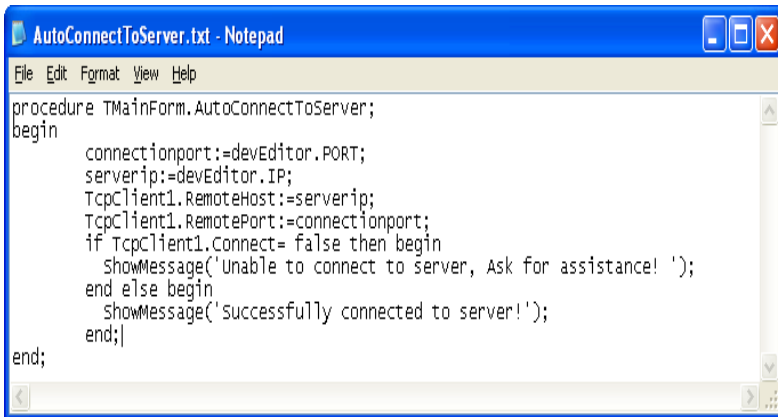 AutoConnectToServer.txt - Notepad
File Edit Format View Help
procedure TMainForm.AutoConnectToServer;
begin
        connectionport:=devEditor.PORT;
        serverip:=devEditor.IP;
        TcpClient1.RemoteHost:=serverip;
        TcpClient1.RemotePort:=connectionport;
        if TcpClient1.Connect= false then begin
          ShowMessage('Unable to connect to server, Ask for assistance! ');
        end else begin
          ShowMessage('Successfully connected to server!');
        end;
end;